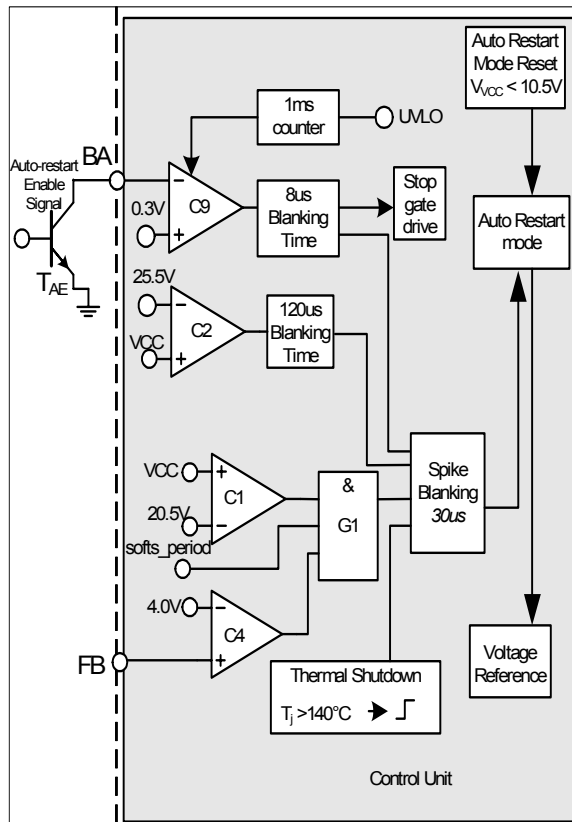 Auto Restart
Mode Reset
V_VCC < 10.5V
1ms
counter
UVLO
BA
Auto-restart
Enable
Signal
8us
Blanking
Time
Stop
gate
drive
−
C9
+
0.3V
Auto Restart
mode
T_AE
25.5V
−
C2
+
VCC
120us
Blanking
Time
VCC
+
C1
−
20.5V
&
G1
Spike
Blanking
30us
softs_period
4.0V
−
C4
+
FB
Thermal Shutdown
T_j >140°C
Voltage
Reference
Control Unit